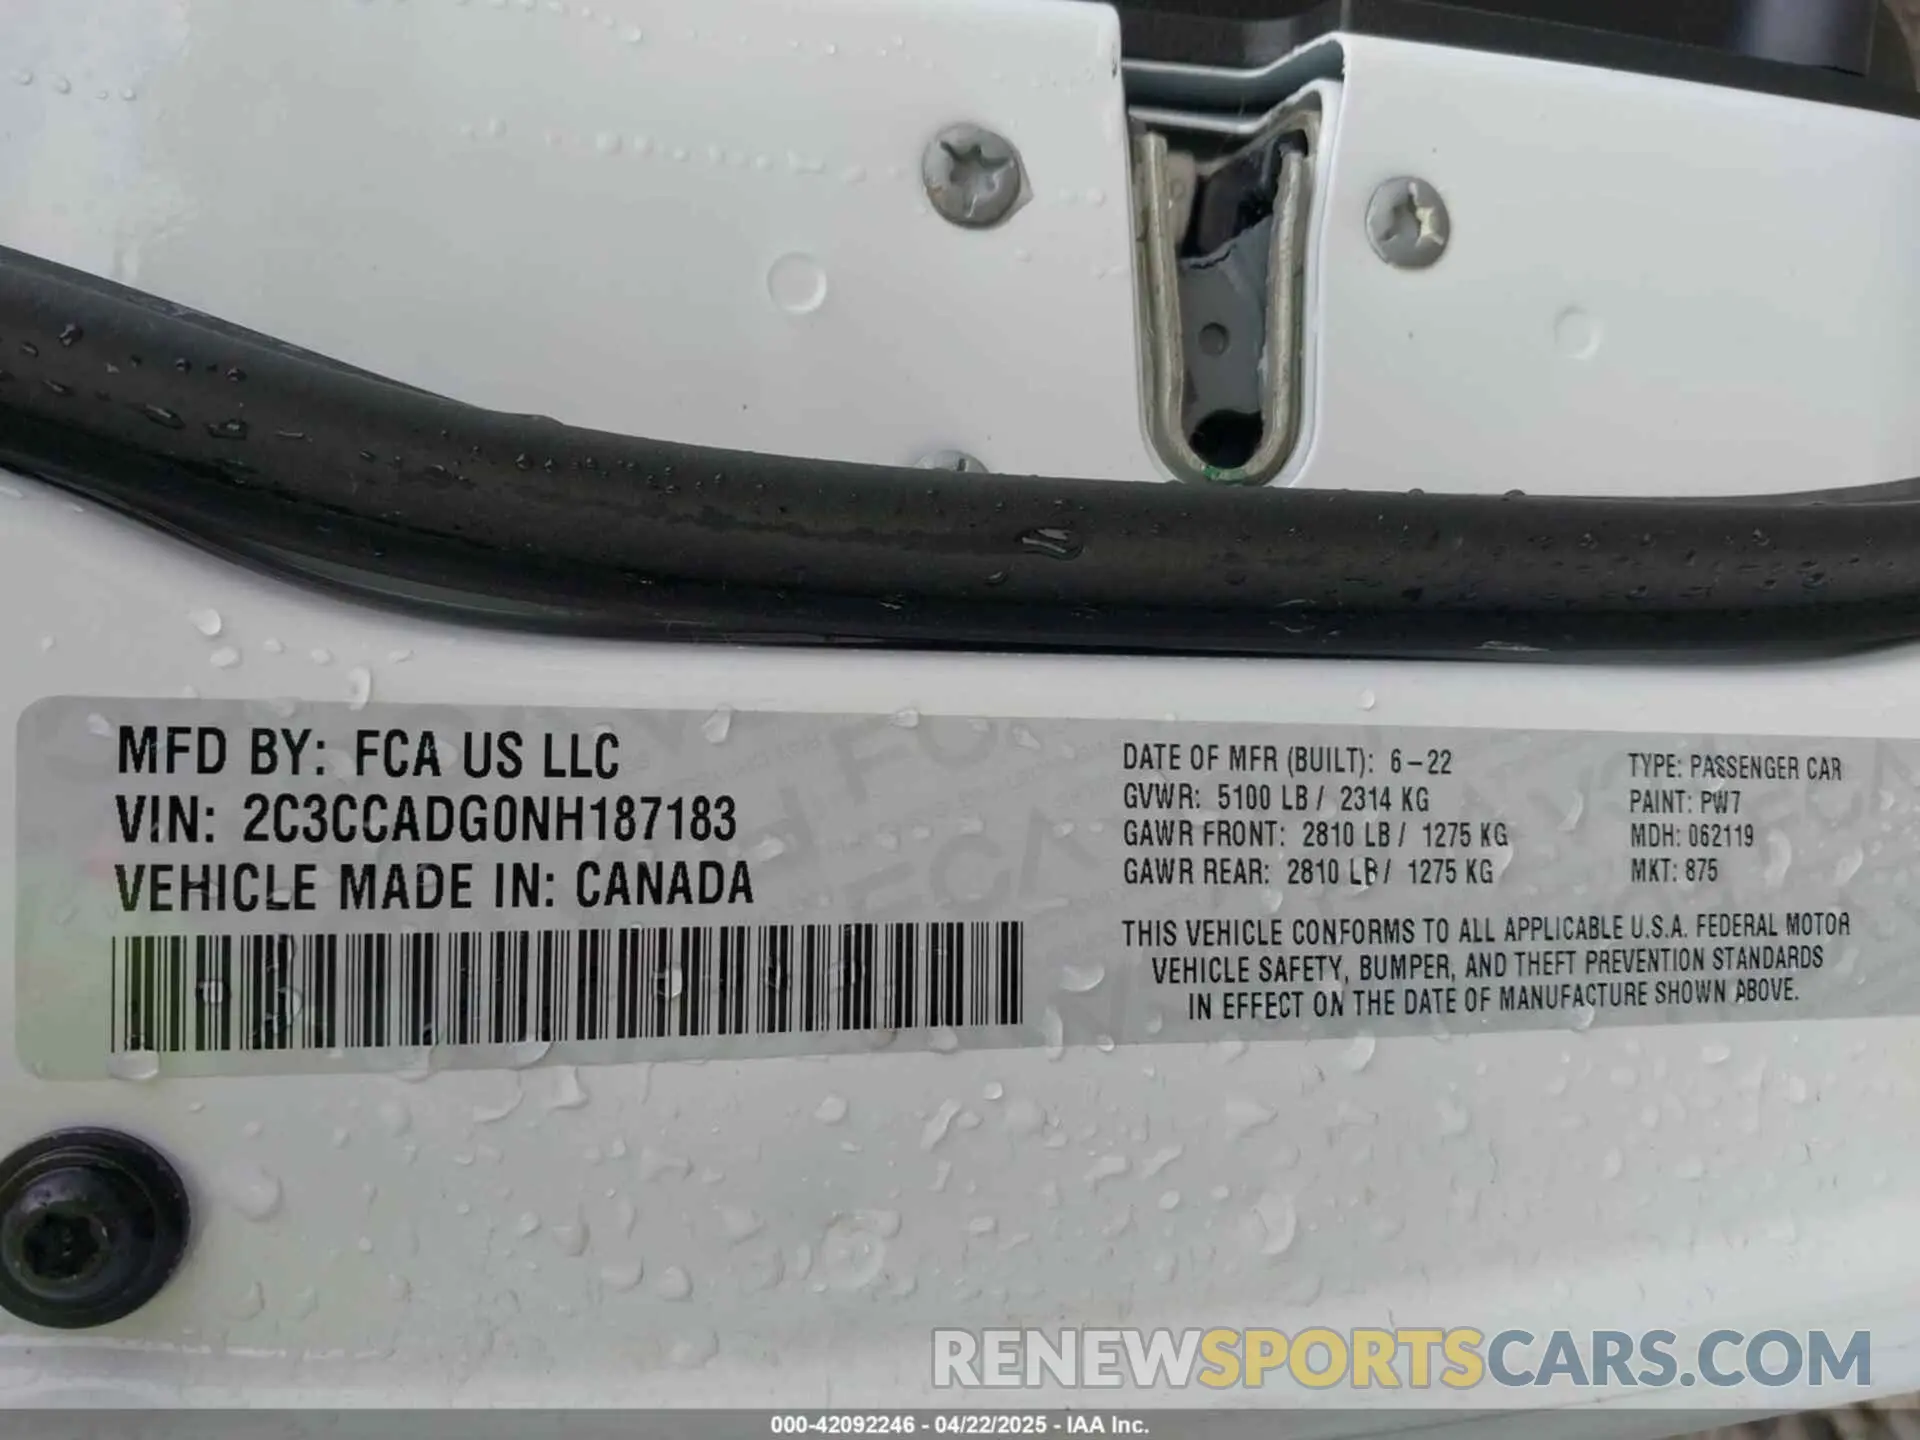 MFD BY: FCA US LLC
VIN: 2C3CCADG0NH187183
VEHICLE MADE IN: CANADA
DATE OF MFR (BUILT): 6-22
GVWR: 5100 LB / 2314 KG
GAWR FRONT: 2810 LB / 1275 KG
GAWR REAR: 2810 LB / 1275 KG
TYPE: PASSENGER CAR
PAINT: PW7
MDH: 062119
MKT: 875
THIS VEHICLE CONFORMS TO ALL APPLICABLE U.S.A. FEDERAL MOTOR
VEHICLE SAFETY, BUMPER, AND THEFT PREVENTION STANDARDS
IN EFFECT ON THE DATE OF MANUFACTURE SHOWN ABOVE.
RENEWSPORTSCARS.COM
000-42092246 - 04/22/2025 - IAA Inc.